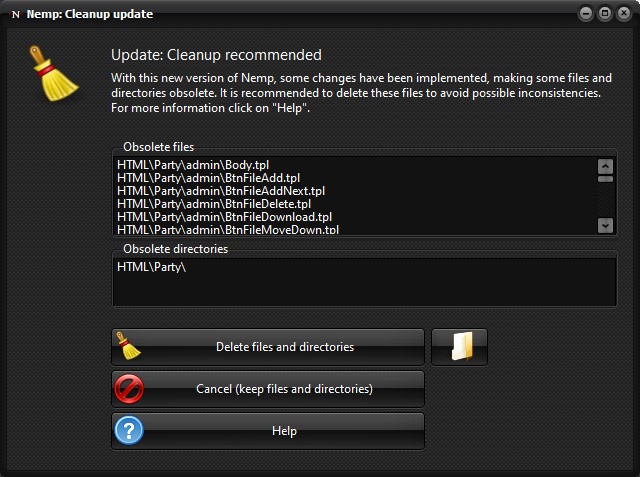 N Nemp: Cleanup update
Update: Cleanup recommended
With this new version of Nemp, some changes have been implemented, making some files and
directories obsolete. It is recommended to delete these files to avoid possible inconsistencies.
For more information click on "Help".
Obsolete files
HTML\Party\admin\Body.tpl
HTML\Party\admin\BtnFileAdd.tpl
HTML\Party\admin\BtnFileAddNext.tpl
HTML\Party\admin\BtnFileDelete.tpl
HTML\Party\admin\BtnFileDownload.tpl
HTML\Party\admin\BtnFileMoveDown.tpl
Obsolete directories
HTML\Party\
Delete files and directories
Cancel (keep files and directories)
? Help